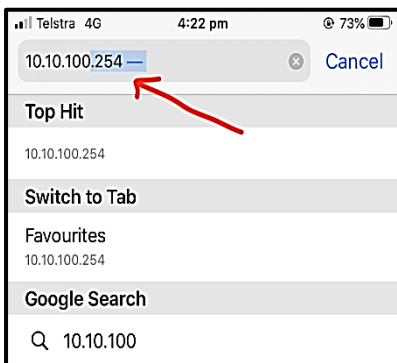 Telstra 4G 4:22 pm 73%
10.10.100.254 — Cancel
Top Hit
10.10.100.254
Switch to Tab
Favourites
10.10.100.254
Google Search
10.10.100